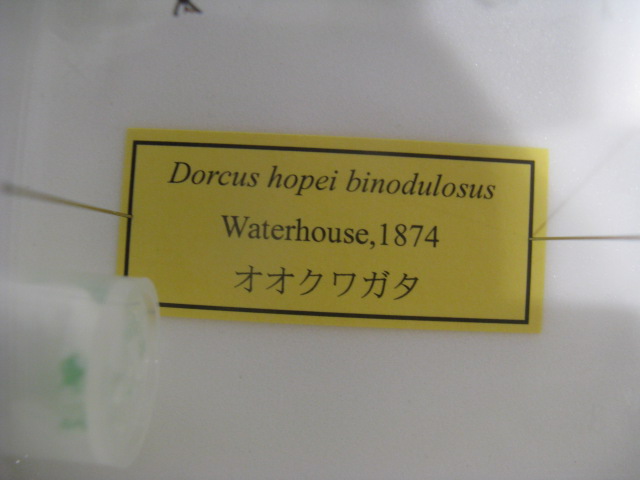 Dorcus hopei binodulosus
Waterhouse,1874
オオクワガタ